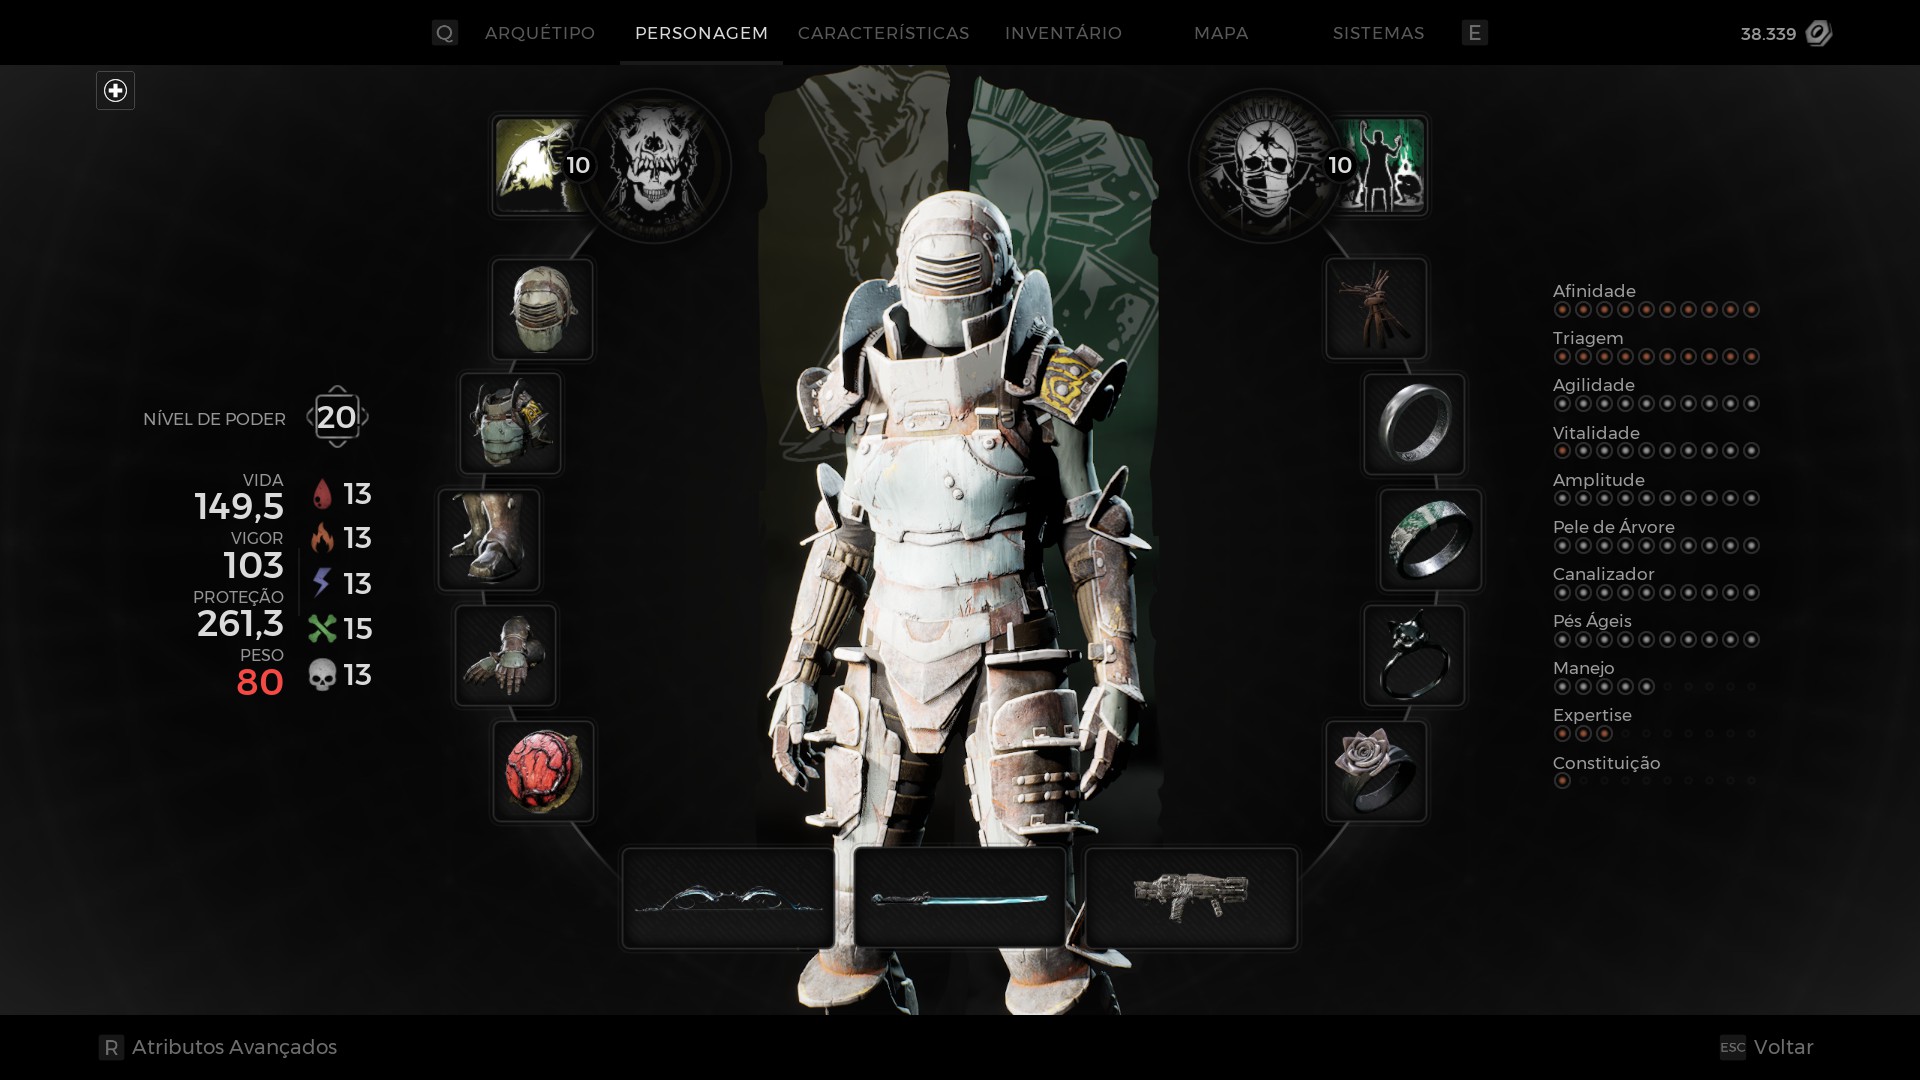 Q ARQUÉTIPO PERSONAGEM CARACTERÍSTICAS INVENTÁRIO MAPA SISTEMAS E 38.339
10
10
NÍVEL DE PODER 20
VIDA
149,5
13
VIGOR
103
13
PROTEÇÃO
261,3
13
PESO
80
15
13
Afinidade
Triagem
Agilidade
Vitalidade
Amplitude
Pele de Árvore
Canalizador
Pés Ágeis
Manejo
Expertise
Constituição
R Atributos Avançados
ESC Voltar